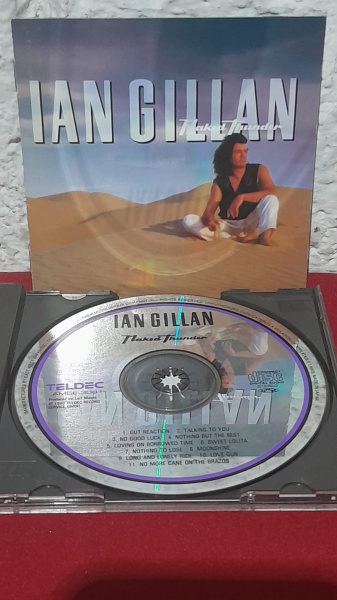 IAN GILLAN
Naked Thunder
IAN GILLAN
Naked Thunder
TELDEC
1. GUT REACTION 2. TALKING TO YOU
3. NO GOOD LUCK 4. NOTHING BUT THE BEST
5. LOVING ON BORROWED TIME 6. SWEET LOLITA
7. NOTHING TO LOSE 8. MOONSHINE
9. LONG AND LONELY RIDE 10. LOVE GUN
11. NO MORE CANE ON THE BRAZOS